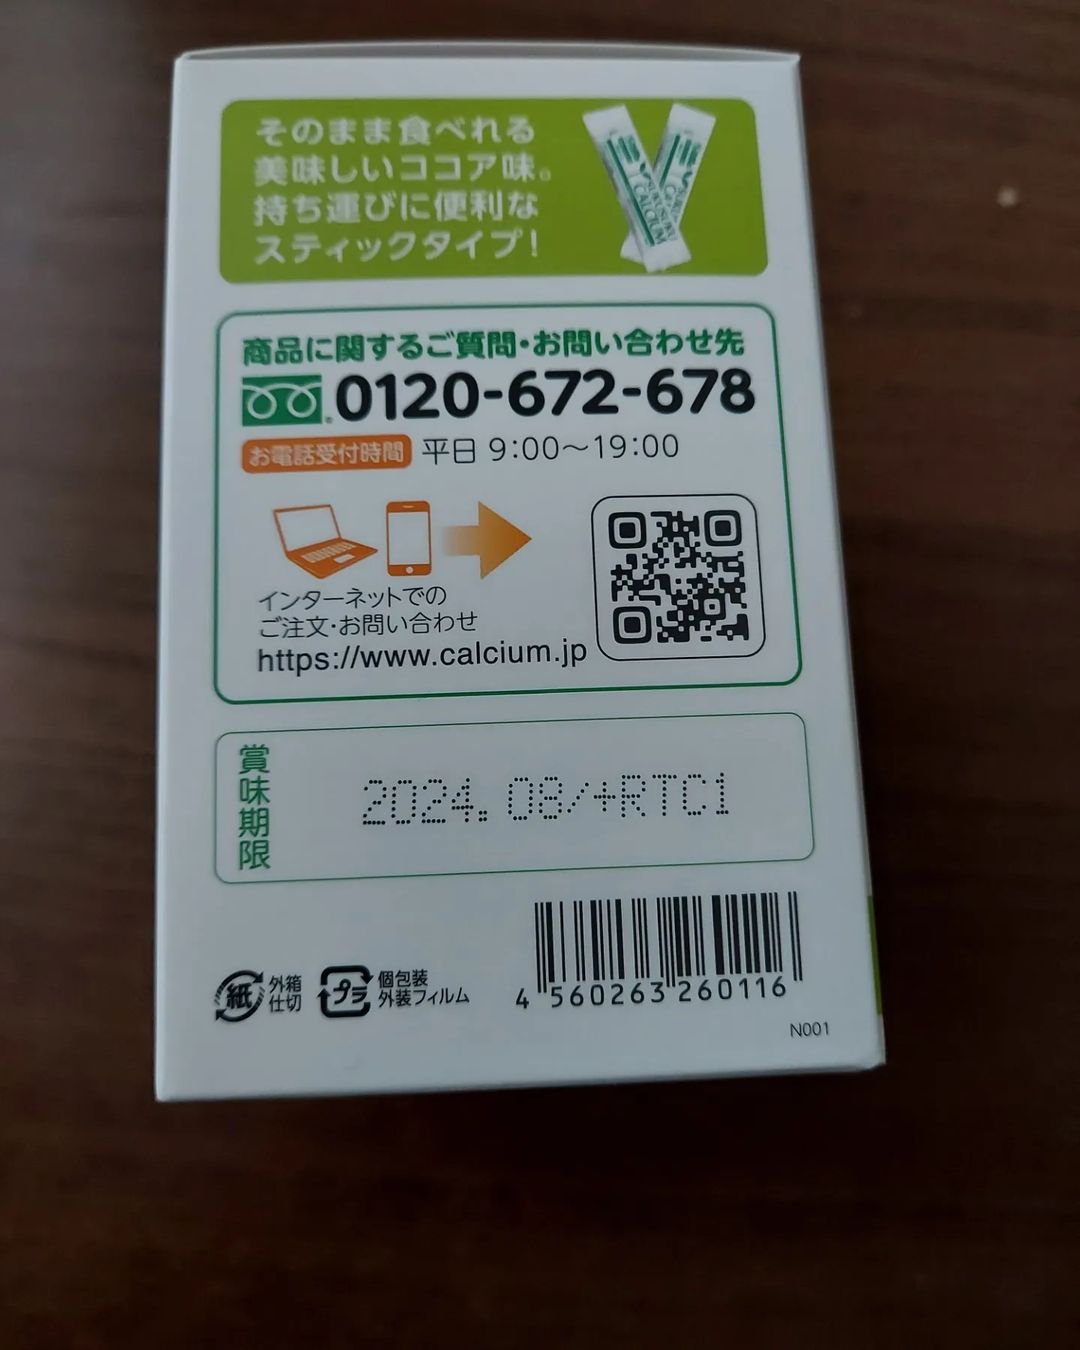 そのまま食べれる
美味しいココア味。
持ち運びに便利な
スティックタイプ!
CALCIUM
商品に関するご質問・お問い合わせ先
0120-672-678
お電話受付時間 平日 9:00～19:00
インターネットでの
ご注文・お問い合わせ
https://www.calcium.jp
賞味期限
2024.08/+RTC1
紙 外箱
仕切
プラ 個包装
外装フィルム
4 560263 260116
N001